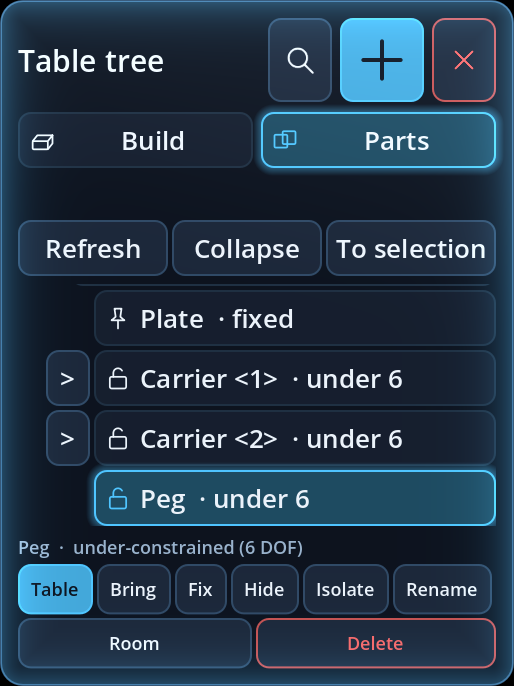 Table tree
Build Parts
Refresh Collapse To selection
Plate · fixed
> Carrier <1> · under 6
> Carrier <2> · under 6
Peg · under 6
Peg · under-constrained (6 DOF)
Table Bring Fix Hide Isolate Rename
Room Delete